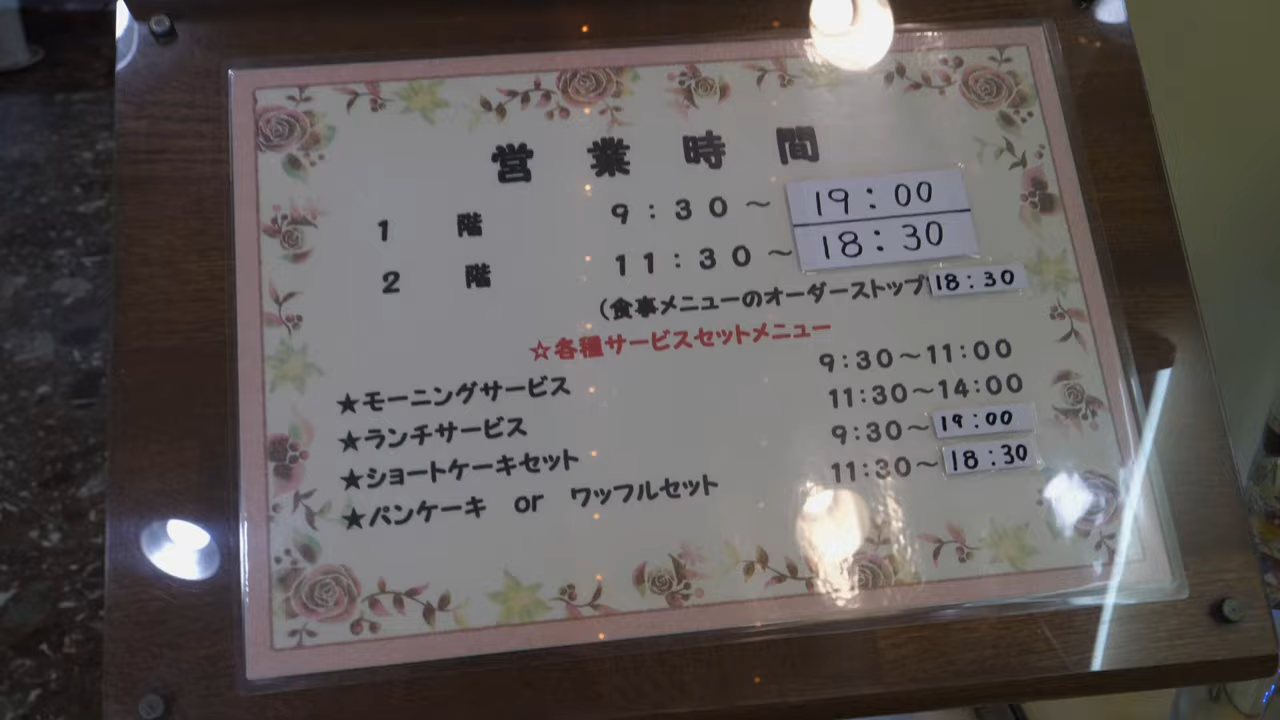 営業時間
1階 9:30～19:00
2階 11:30～18:30
(食事メニューのオーダーストップ18:30
☆各種サービスセットメニュー
★モーニングサービス 9:30～11:00
★ランチサービス 11:30～14:00
★ショートケーキセット 9:30～19:00
★パンケーキ or ワッフルセット 11:30～18:30